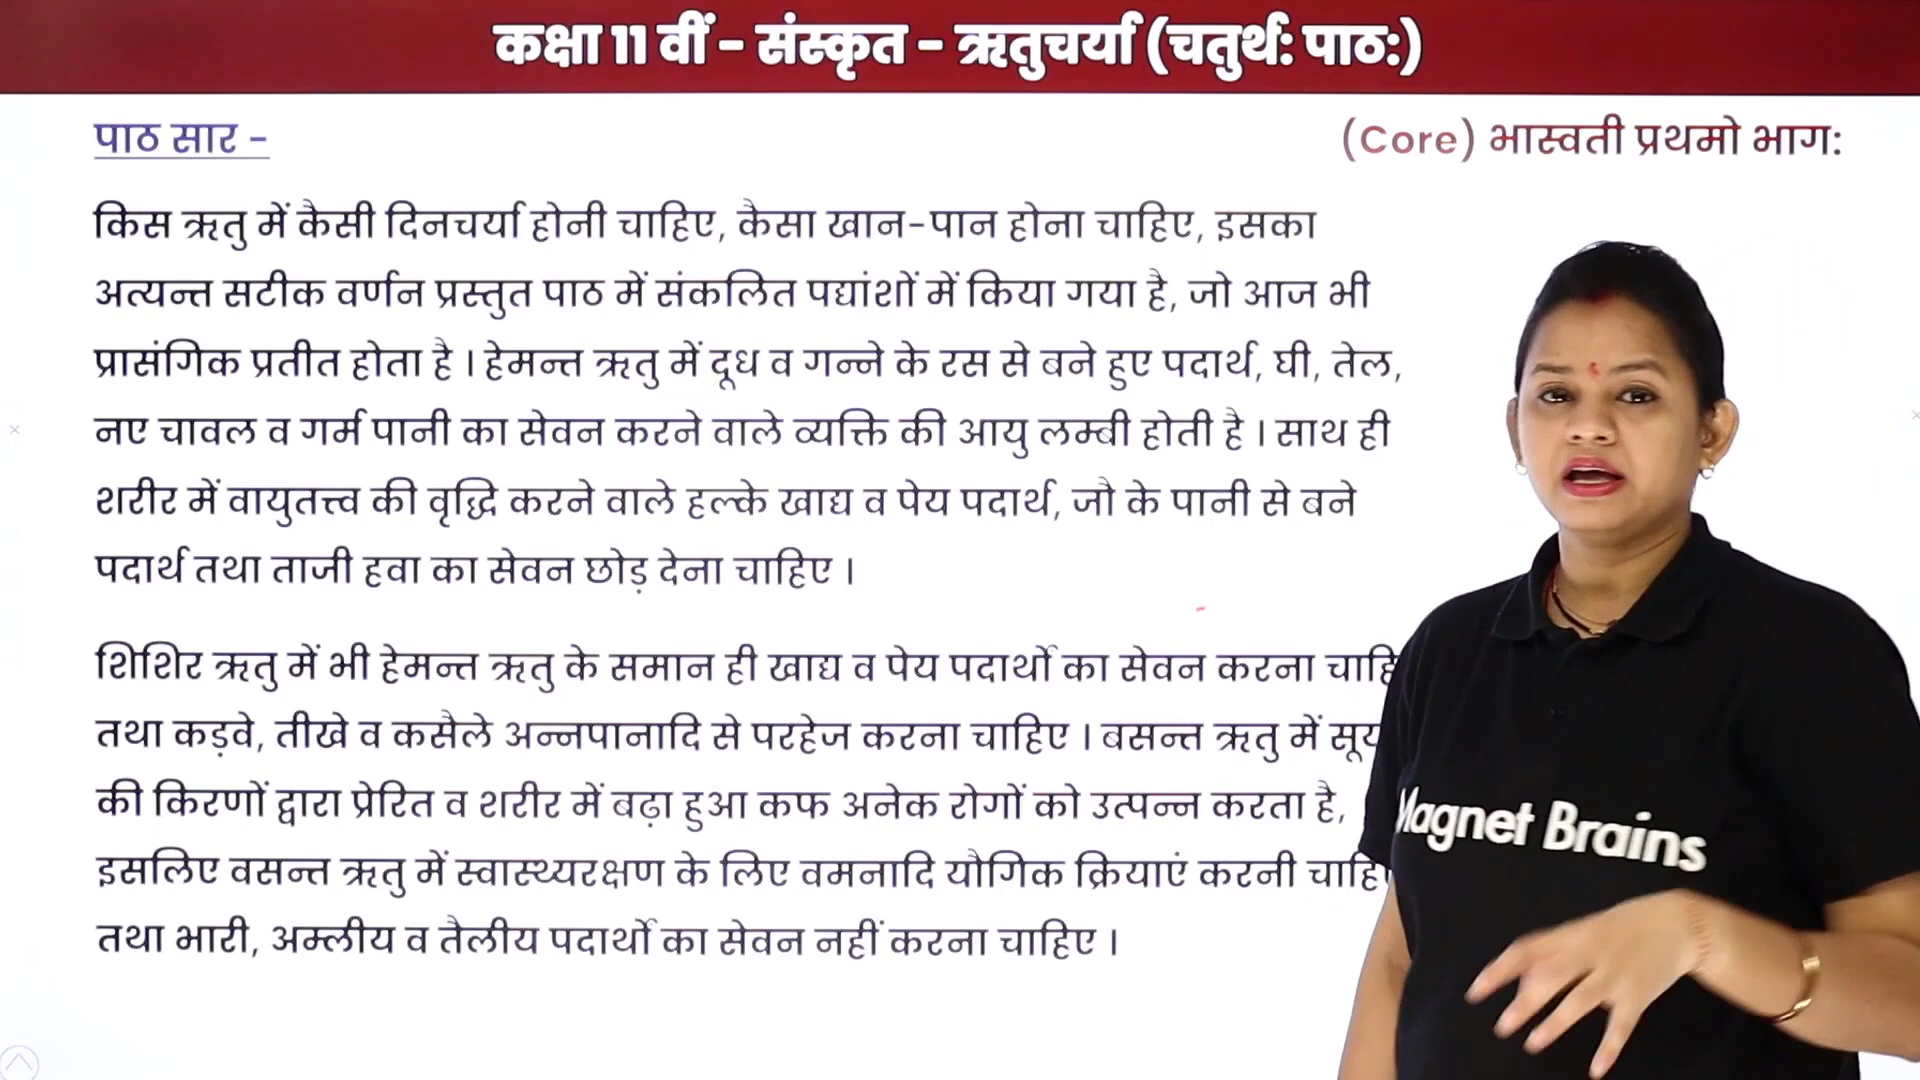 कक्षा 11 वीं - संस्कृत - ऋतुचर्या (चतुर्थ: पाठ:)
पाठ सार -
(Core) भास्वती प्रथमो भाग:
किस ऋतु में कैसी दिनचर्या होनी चाहिए, कैसा खान-पान होना चाहिए, इसका
अत्यन्त सटीक वर्णन प्रस्तुत पाठ में संकलित पद्यांशों में किया गया है, जो आज भी
प्रासंगिक प्रतीत होता है । हेमन्त ऋतु में दूध व गन्ने के रस से बने हुए पदार्थ, घी, तेल,
नए चावल व गर्म पानी का सेवन करने वाले व्यक्ति की आयु लम्बी होती है । साथ ही
शरीर में वायुतत्त्व की वृद्धि करने वाले हल्के खाद्य व पेय पदार्थ, जौ के पानी से बने
पदार्थ तथा ताजी हवा का सेवन छोड़ देना चाहिए ।
शिशिर ऋतु में भी हेमन्त ऋतु के समान ही खाद्य व पेय पदार्थों का सेवन करना
तथा कड़वे, तीखे व कसैले अन्नपानादि से परहेज करना चाहिए । बसन्त ऋतु में
की किरणों द्वारा प्रेरित व शरीर में बढ़ा हुआ कफ अनेक रोगों को उत्पन्न करता है,
इसलिए वसन्त ऋतु में स्वास्थ्यरक्षण के लिए वमनादि यौगिक क्रियाएं करनी
तथा भारी, अम्लीय व तैलीय पदार्थों का सेवन नहीं करना चाहिए ।
Magnet Brains